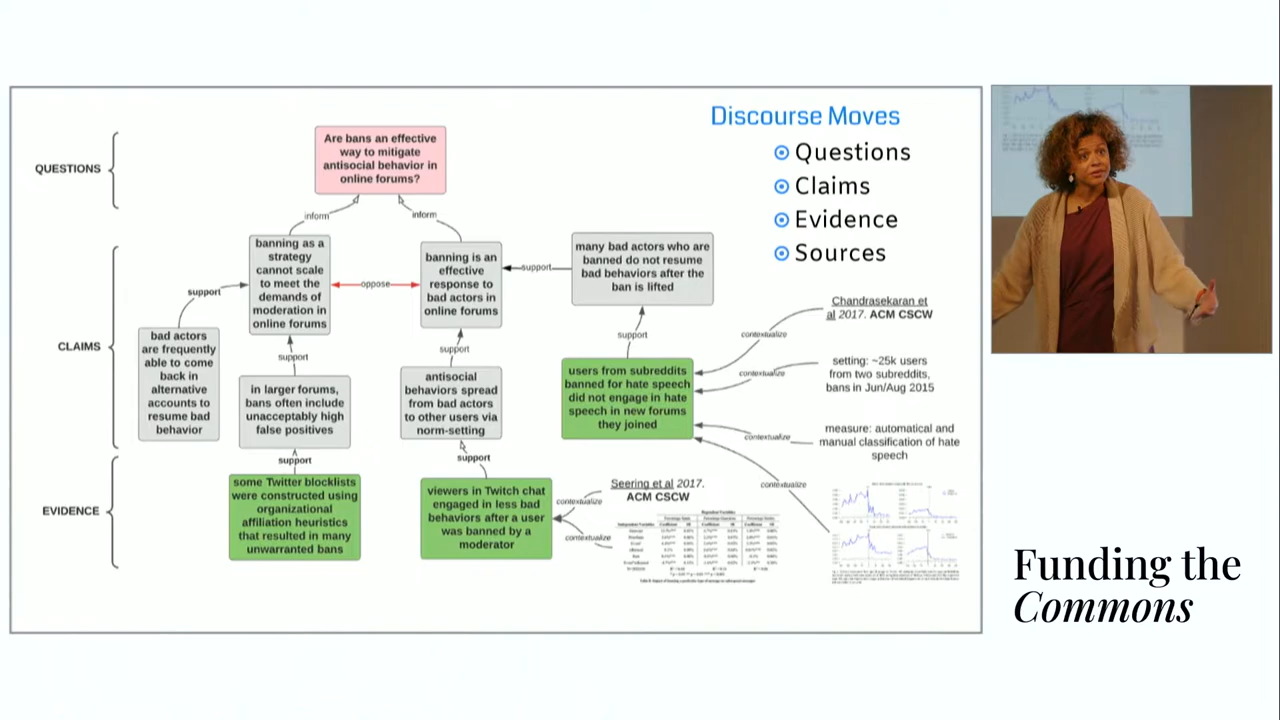 Discourse Moves
Questions
Claims
Evidence
Sources
QUESTIONS
Are bans an effective
way to mitigate
antisocial behavior in
online forums?
inform
inform
CLAIMS
banning as a
strategy
cannot scale
to meet the
demands of
moderation in
online forums
oppose
banning is an
effective
response to
bad actors in
online forums
support
many bad actors who are
banned do not resume
bad behaviors after the
ban is lifted
support
bad actors
are frequently
able to come
back in
alternative
accounts to
resume bad
behavior
support
in larger forums,
bans often include
unacceptably high
false positives
support
antisocial
behaviors spread
from bad actors
to other users via
norm-setting
support
users from subreddits
banned for hate speech
did not engage in hate
speech in new forums
they joined
contextualize
Chandrasekaran et
al 2017. ACM CSCW
contextualize
setting: ~25k users
from two subreddits,
bans in Jun/Aug 2015
contextualize
measure: automatical and
manual classification of hate
speech
contextualize
EVIDENCE
support
some Twitter blocklists
were constructed using
organizational
affiliation heuristics
that resulted in many
unwarranted bans
support
viewers in Twitch chat
engaged in less bad
behaviors after a user
was banned by a
moderator
contextualize
Seering et al 2017.
ACM CSCW
contextualize
Funding the
Commons